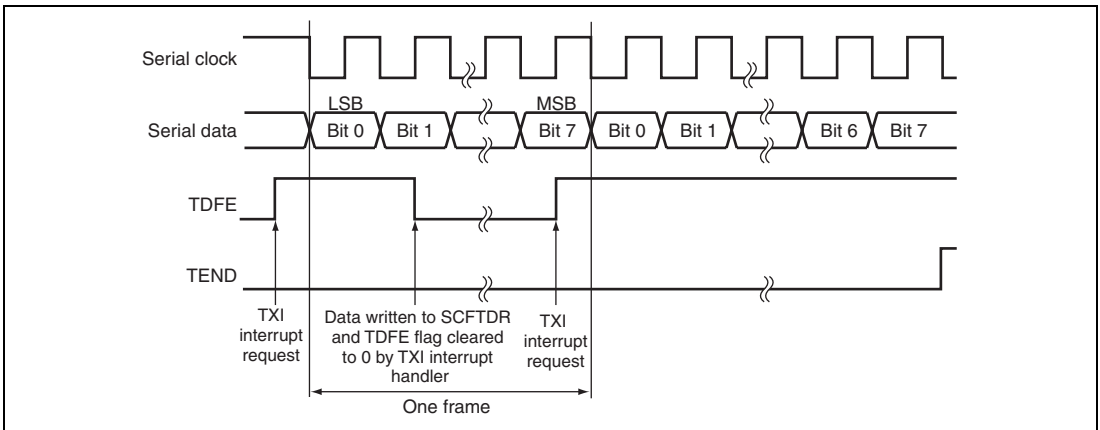 Serial clock
LSB
MSB
Serial data
Bit 0
Bit 1
Bit 7
Bit 0
Bit 1
Bit 6
Bit 7
TDFE
TEND
TXI
interrupt
request
Data written to SCFTDR
and TDFE flag cleared
to 0 by TXI interrupt
handler
TXI
interrupt
request
One frame